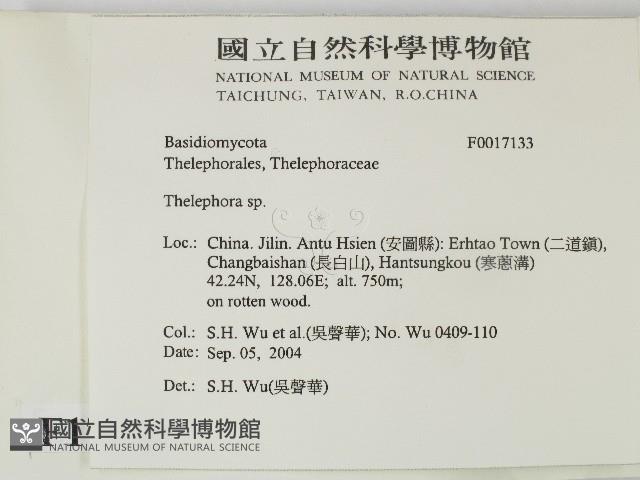 國立自然科學博物館
NATIONAL MUSEUM OF NATURAL SCIENCE
TAICHUNG, TAIWAN, R.O.CHINA
Basidiomycota F0017133
Thelephorales, Thelephoraceae
Thelephora sp.
Loc.: China. Jilin. Antu Hsien (安圖縣): Erhtao Town (二道鎮),
Changbaishan (長白山), Hantsungkou (寒蔥溝)
42.24N, 128.06E; alt. 750m;
on rotten wood.
Col.: S.H. Wu et al.(吳聲華); No. Wu 0409-110
Date: Sep. 05, 2004
Det.: S.H. Wu(吳聲華)
國立自然科學博物館
NATIONAL MUSEUM OF NATURAL SCIENCE